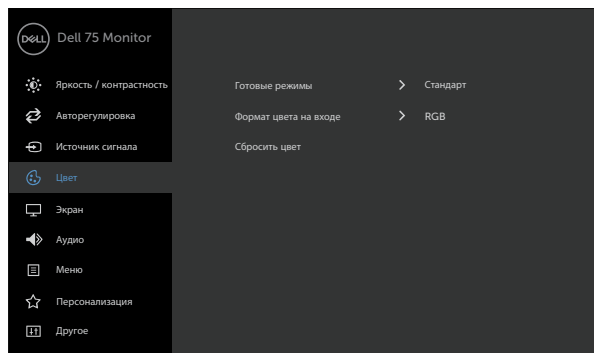 DELL Dell 75 Monitor
Яркость / контрастность Готовые режимы > Стандарт
Авторегулировка Формат цвета на входе > RGB
Источник сигнала Сбросить цвет
Цвет
Экран
Аудио
Меню
Персонализация
Другое